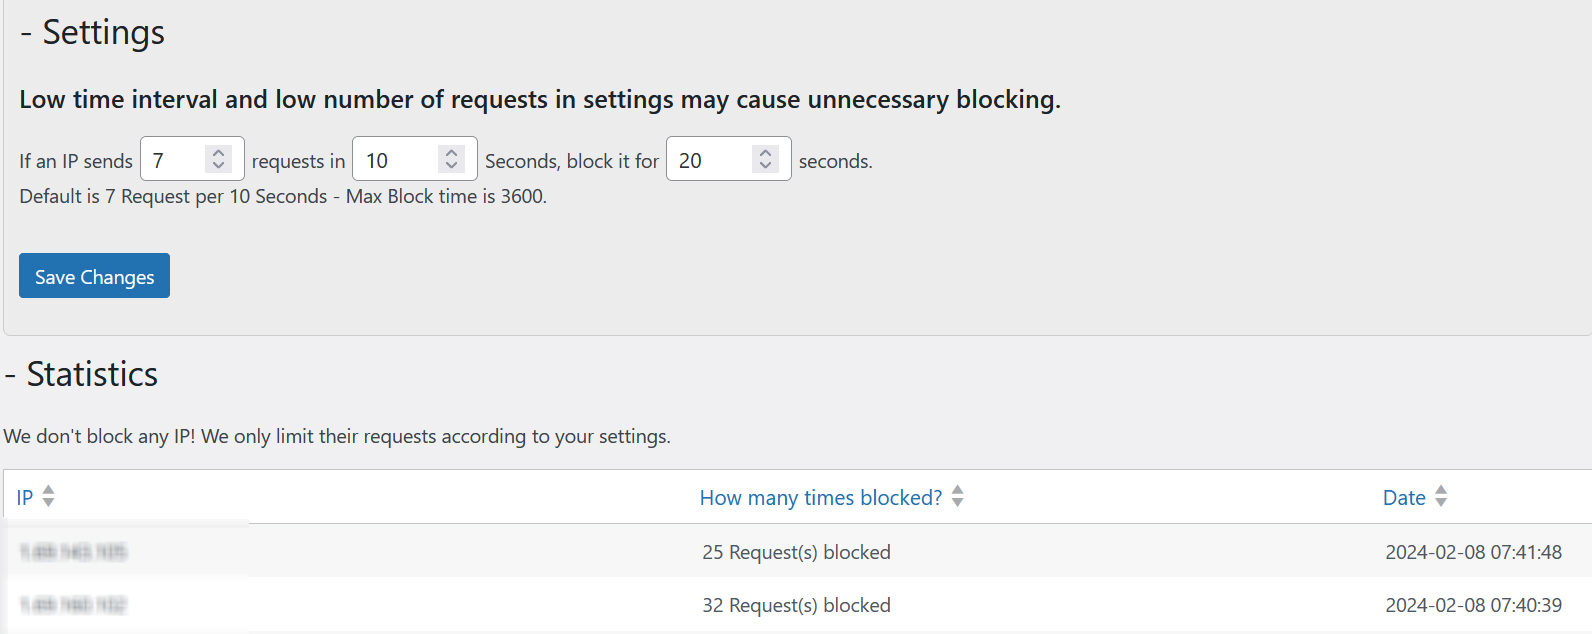 - Settings
Low time interval and low number of requests in settings may cause unnecessary blocking.
If an IP sends 7 requests in 10 Seconds, block it for 20 seconds.
Default is 7 Request per 10 Seconds - Max Block time is 3600.
Save Changes
- Statistics
We don't block any IP! We only limit their requests according to your settings.
IP How many times blocked? Date
25 Request(s) blocked 2024-02-08 07:41:48
32 Request(s) blocked 2024-02-08 07:40:39